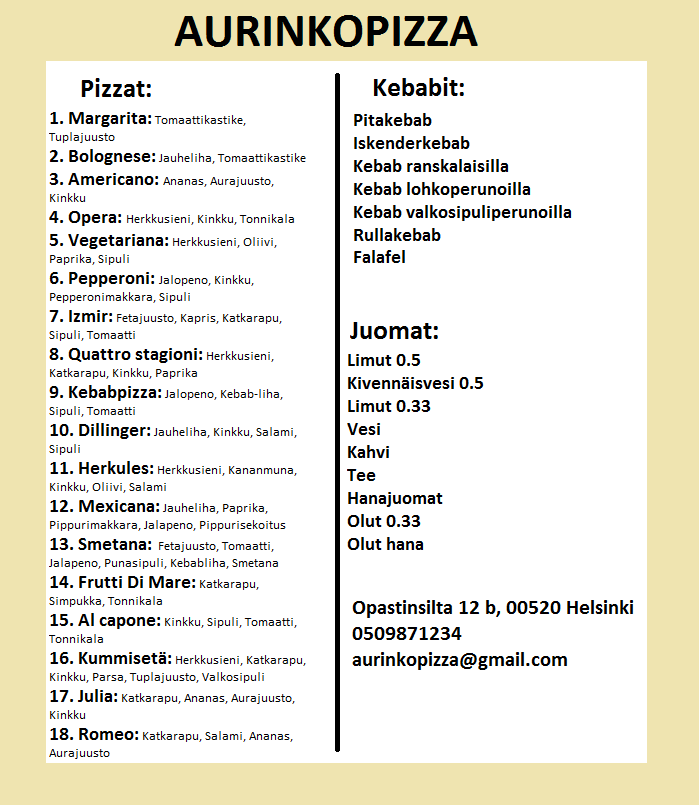 AURINKOPIZZA
Pizzat:
1. Margarita: Tomaattikastike,
Tuplajuusto
2. Bolognese: Jauheliha, Tomaattikastike
3. Americano: Ananas, Aurajuusto,
Kinkku
4. Opera: Herkkusieni, Kinkku, Tonnikala
5. Vegetariana: Herkkusieni, Oliivi,
Paprika, Sipuli
6. Pepperoni: Jalopeno, Kinkku,
Pepperonimakkara, Sipuli
7. Izmir: Fetajuusto, Kapris, Katkarapu,
Sipuli, Tomaatti
8. Quattro stagioni: Herkkusieni,
Katkarapu, Kinkku, Paprika
9. Kebabpizza: Jalopeno, Kebab-liha,
Sipuli, Tomaatti
10. Dillinger: Jauheliha, Kinkku, Salami,
Sipuli
11. Herkules: Herkkusieni, Kananmuna,
Kinkku, Oliivi, Salami
12. Mexicana: Jauheliha, Paprika,
Pippurimakkara, Jalapeno, Pippurisekoitus
13. Smetana: Fetajuusto, Tomaatti,
Jalapeno, Punasipuli, Kebabliha, Smetana
14. Frutti Di Mare: Katkarapu,
Simpukka, Tonnikala
15. Al capone: Kinkku, Sipuli, Tomaatti,
Tonnikala
16. Kummisetä: Herkkusieni, Katkarapu,
Kinkku, Parsa, Tuplajuusto, Valkosipuli
17. Julia: Katkarapu, Ananas, Aurajuusto,
Kinkku
18. Romeo: Katkarapu, Salami, Ananas,
Aurajuusto
Kebabit:
Pitakebab
Iskenderkebab
Kebab ranskalaisilla
Kebab lohkoperunoilla
Kebab valkosipuliperunoilla
Rullakebab
Falafel
Juomat:
Limut 0.5
Kivennäisvesi 0.5
Limut 0.33
Vesi
Kahvi
Tee
Hanajuomat
Olut 0.33
Olut hana
Opastinsilta 12 b, 00520 Helsinki
0509871234
aurinkopizza@gmail.com